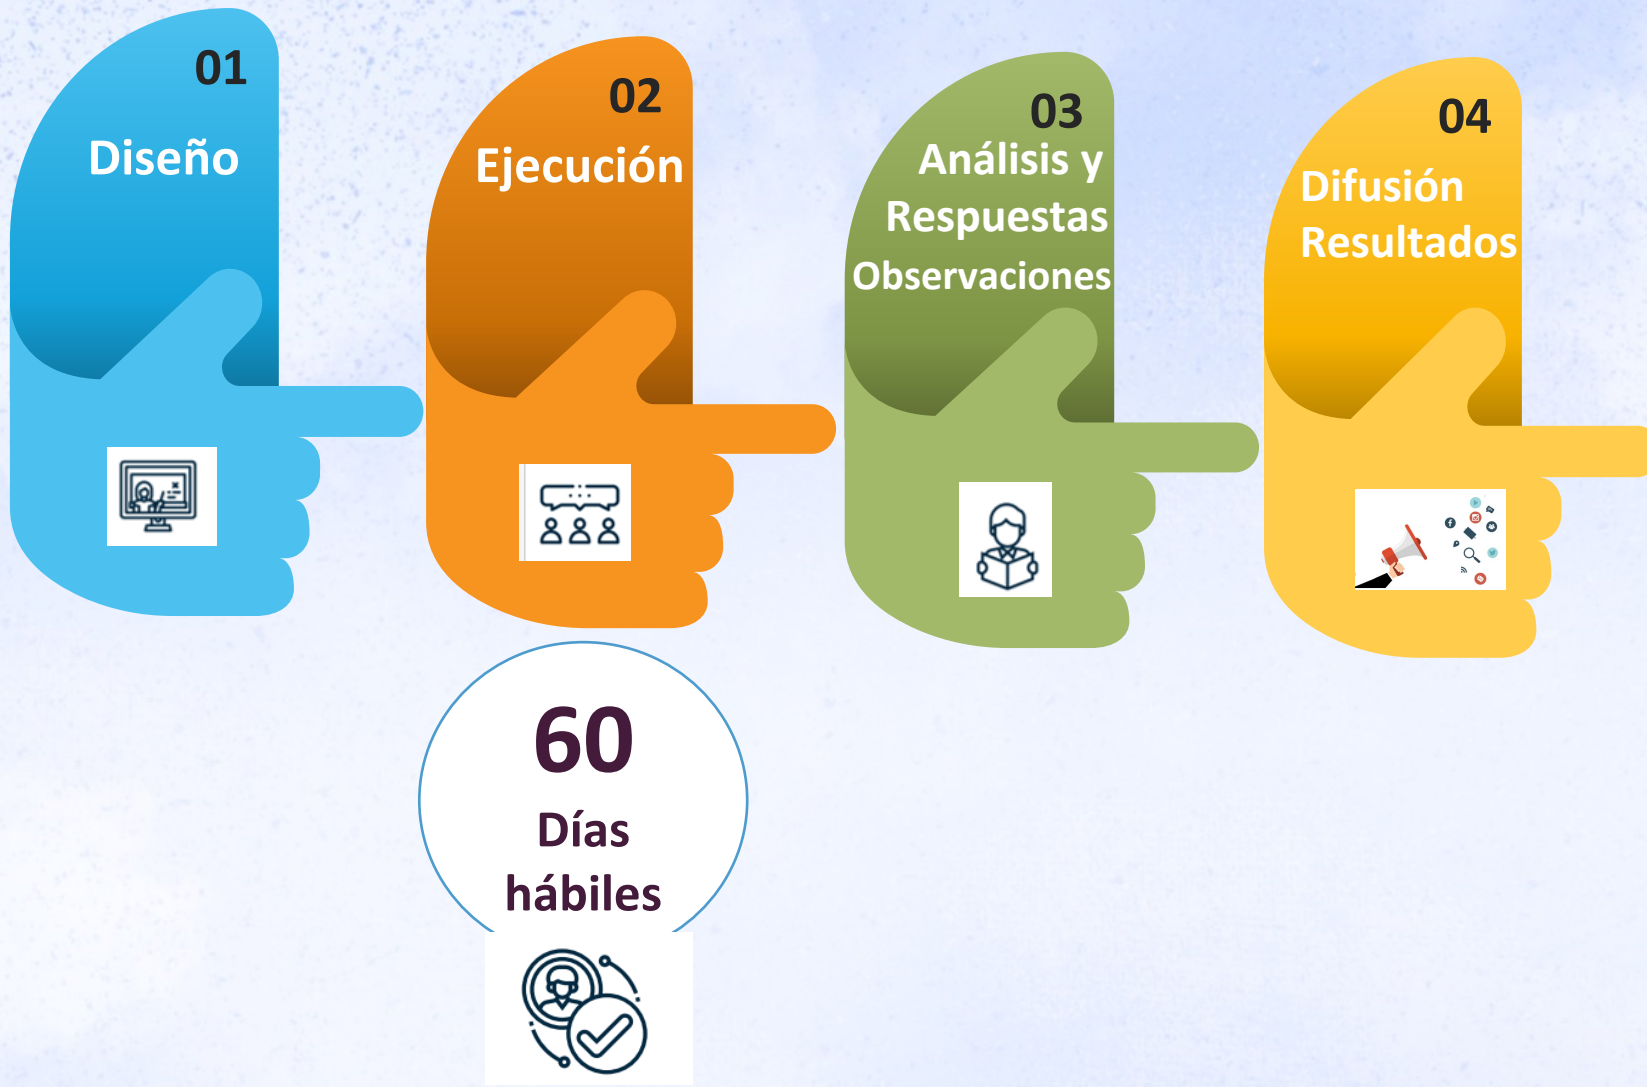 01
Diseño
02
Ejecución
03
Análisis y
Respuestas
Observaciones
04
Difusión
Resultados
60
Días
hábiles